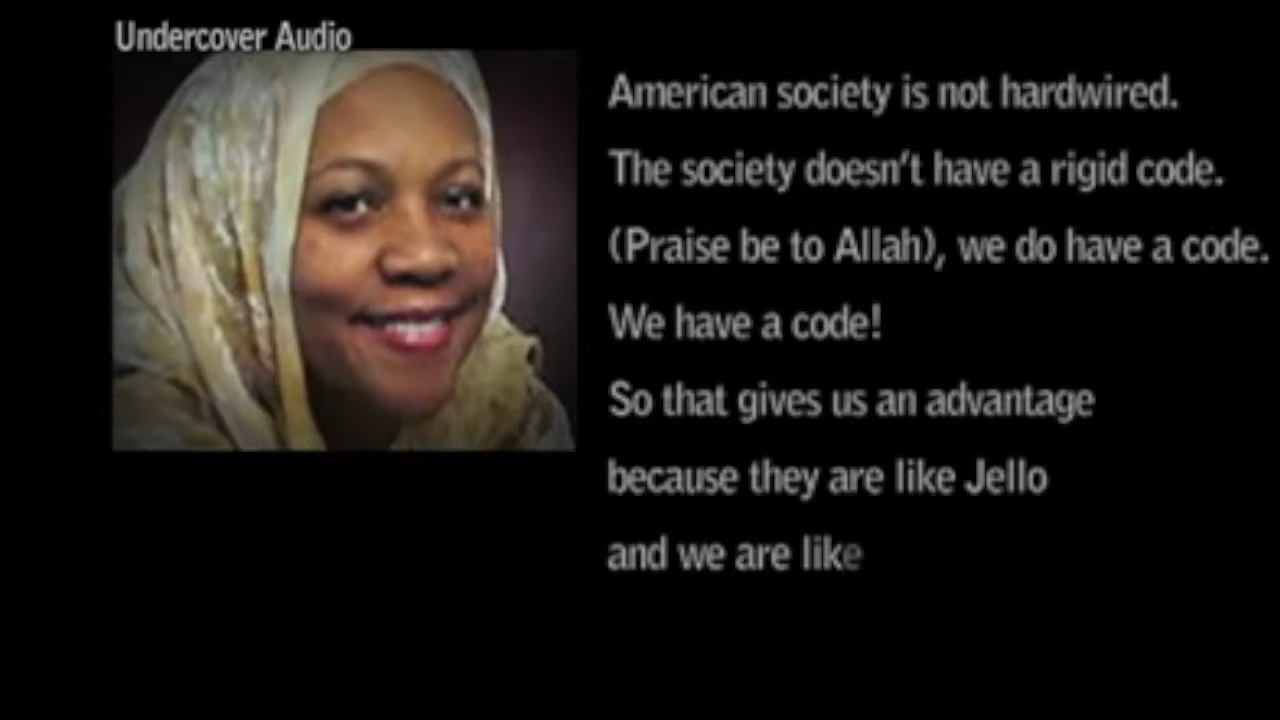 Undercover Audio
American society is not hardwired.
The society doesn't have a rigid code.
(Praise be to Allah), we do have a code.
We have a code!
So that gives us an advantage
because they are like Jello
and we are like